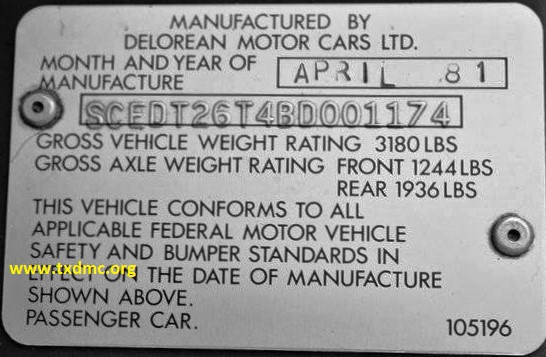 MANUFACTURED BY
DELOREAN MOTOR CARS LTD.
MONTH AND YEAR OF
MANUFACTURE APRIL 81
SCEDT26T4BD001174
GROSS VEHICLE WEIGHT RATING 3180 LBS
GROSS AXLE WEIGHT RATING FRONT 1244 LBS
REAR 1936 LBS
THIS VEHICLE CONFORMS TO ALL
APPLICABLE FEDERAL MOTOR VEHICLE
SAFETY AND BUMPER STANDARDS IN
www.txdmc.org
EFFECT ON THE DATE OF MANUFACTURE
SHOWN ABOVE.
PASSENGER CAR. 105196